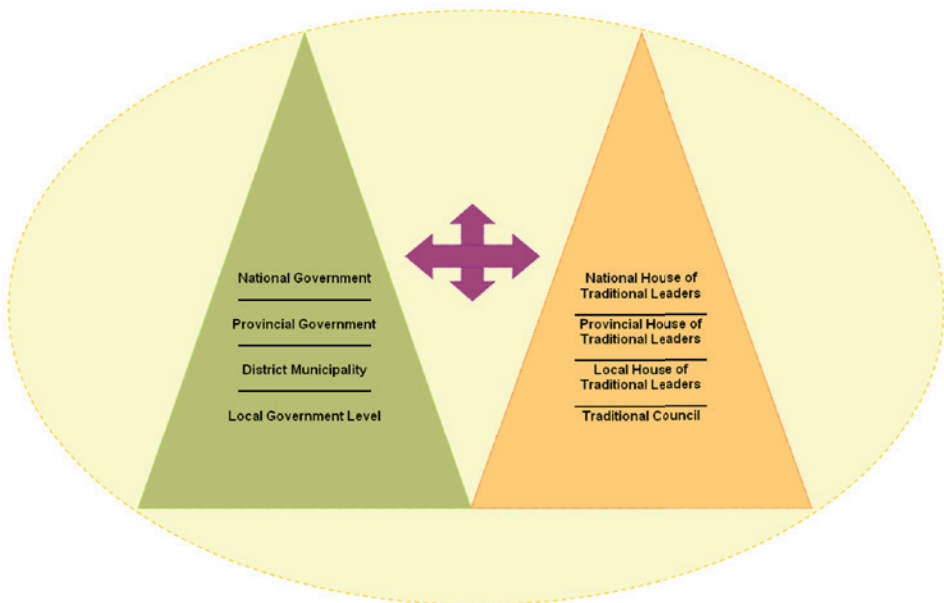 National Government
Provincial Government
District Municipality
Local Government Level
National House of
Traditional Leaders
Provincial House of
Traditional Leaders
Local House of
Traditional Leaders
Traditional Council